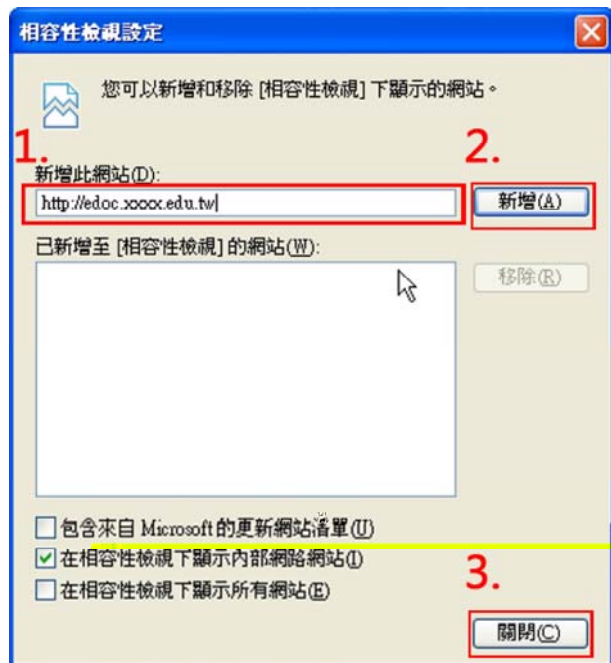 相容性檢視設定
您可以新增和移除 [相容性檢視] 下顯示的網站。
1.
2.
新增此網站(D):
http://edoc.xxxx.edu.tw
新增(A)
已新增至 [相容性檢視] 的網站(W):
移除(R)
包含來自 Microsoft 的更新網站清單(U)
在相容性檢視下顯示內部網路網站(I)
3.
在相容性檢視下顯示所有網站(E)
關閉(C)